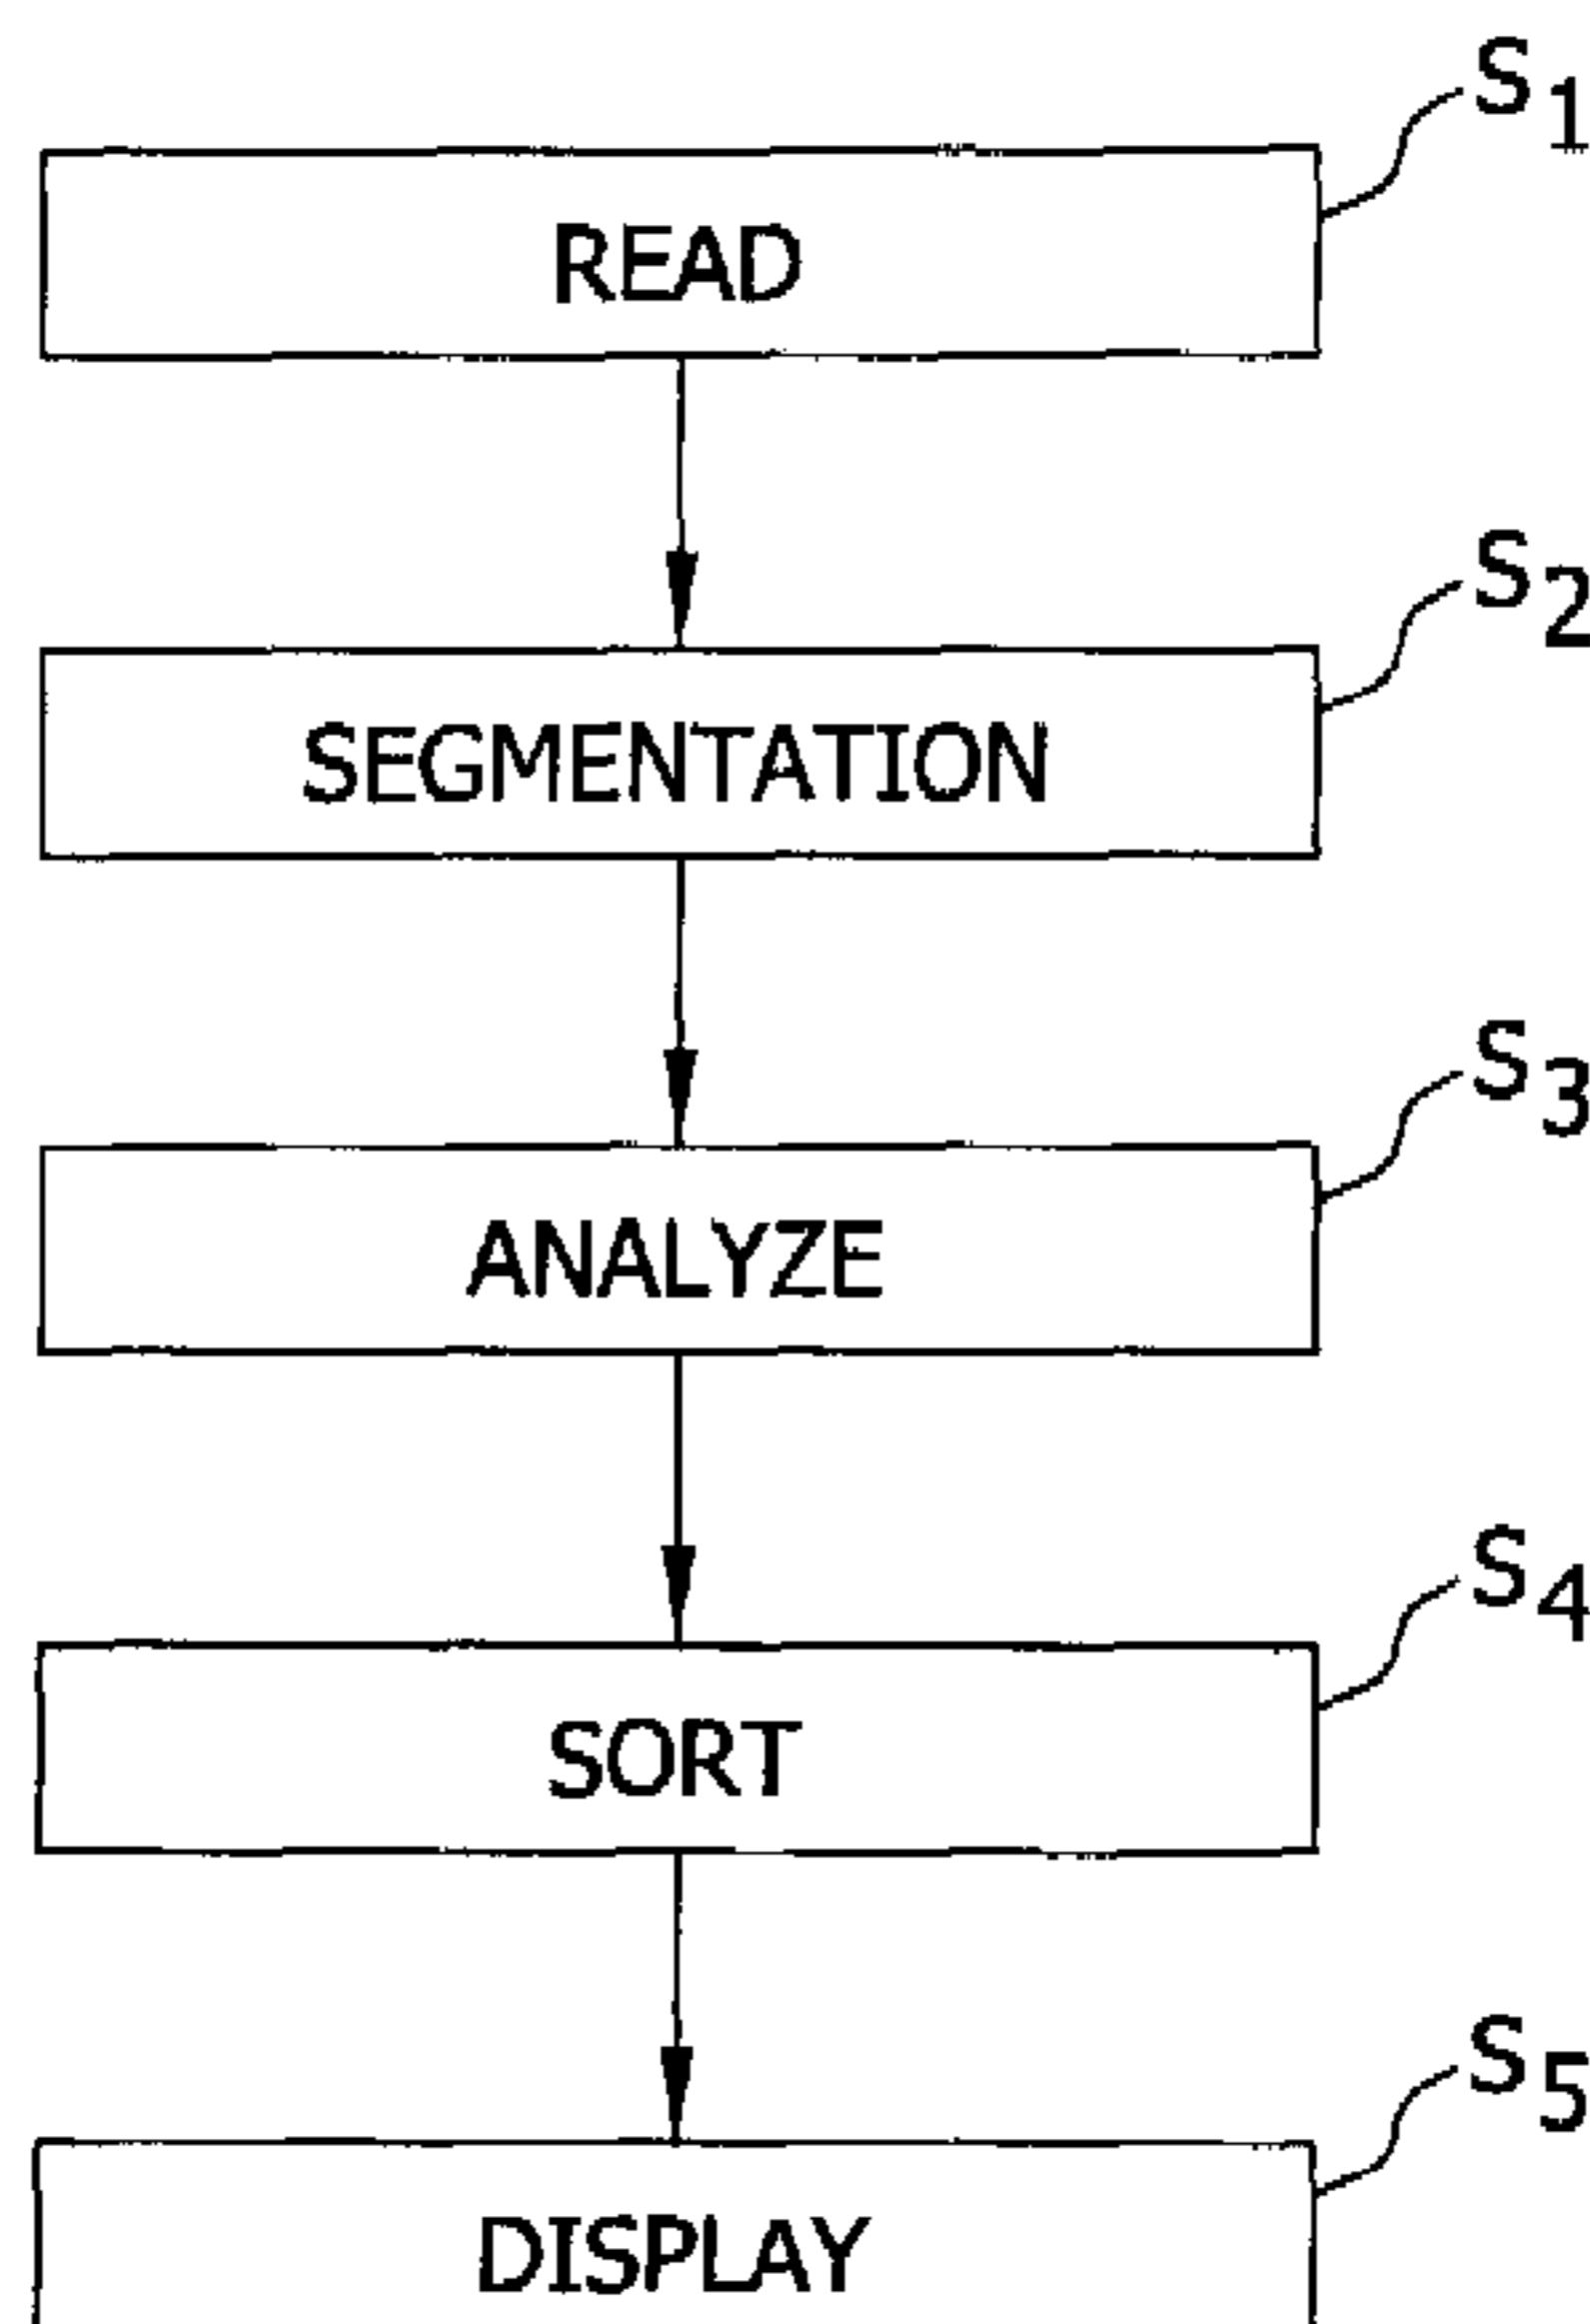 S1
READ
S2
SEGMENTATION
S3
ANALYZE
S4
SORT
S5
DISPLAY